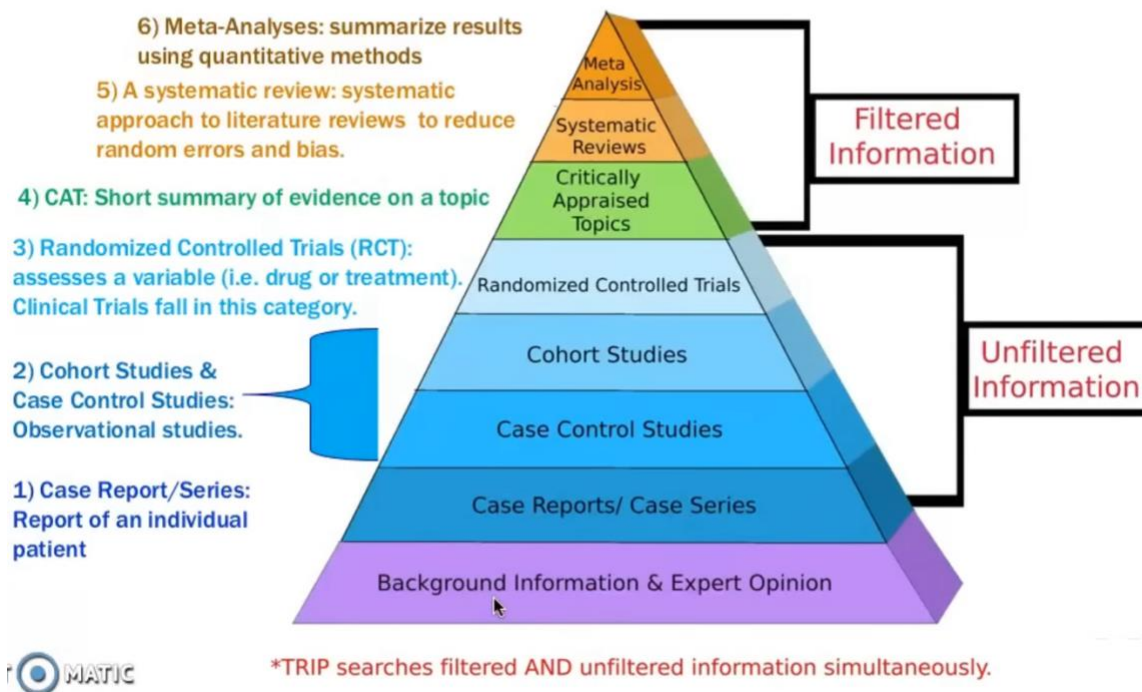 6) Meta-Analyses: summarize results
using quantitative methods
5) A systematic review: systematic
approach to literature reviews to reduce
random errors and bias.
4) CAT: Short summary of evidence on a topic
3) Randomized Controlled Trials (RCT):
assesses a variable (i.e. drug or treatment).
Clinical Trials fall in this category.
2) Cohort Studies &
Case Control Studies:
Observational studies.
1) Case Report/Series:
Report of an individual
patient
Meta
Analysis
Systematic
Reviews
Critically
Appraised
Topics
Randomized Controlled Trials
Cohort Studies
Case Control Studies
Case Reports/ Case Series
Background Information & Expert Opinion
Filtered
Information
Unfiltered
Information
MATIC
*TRIP searches filtered AND unfiltered information simultaneously.